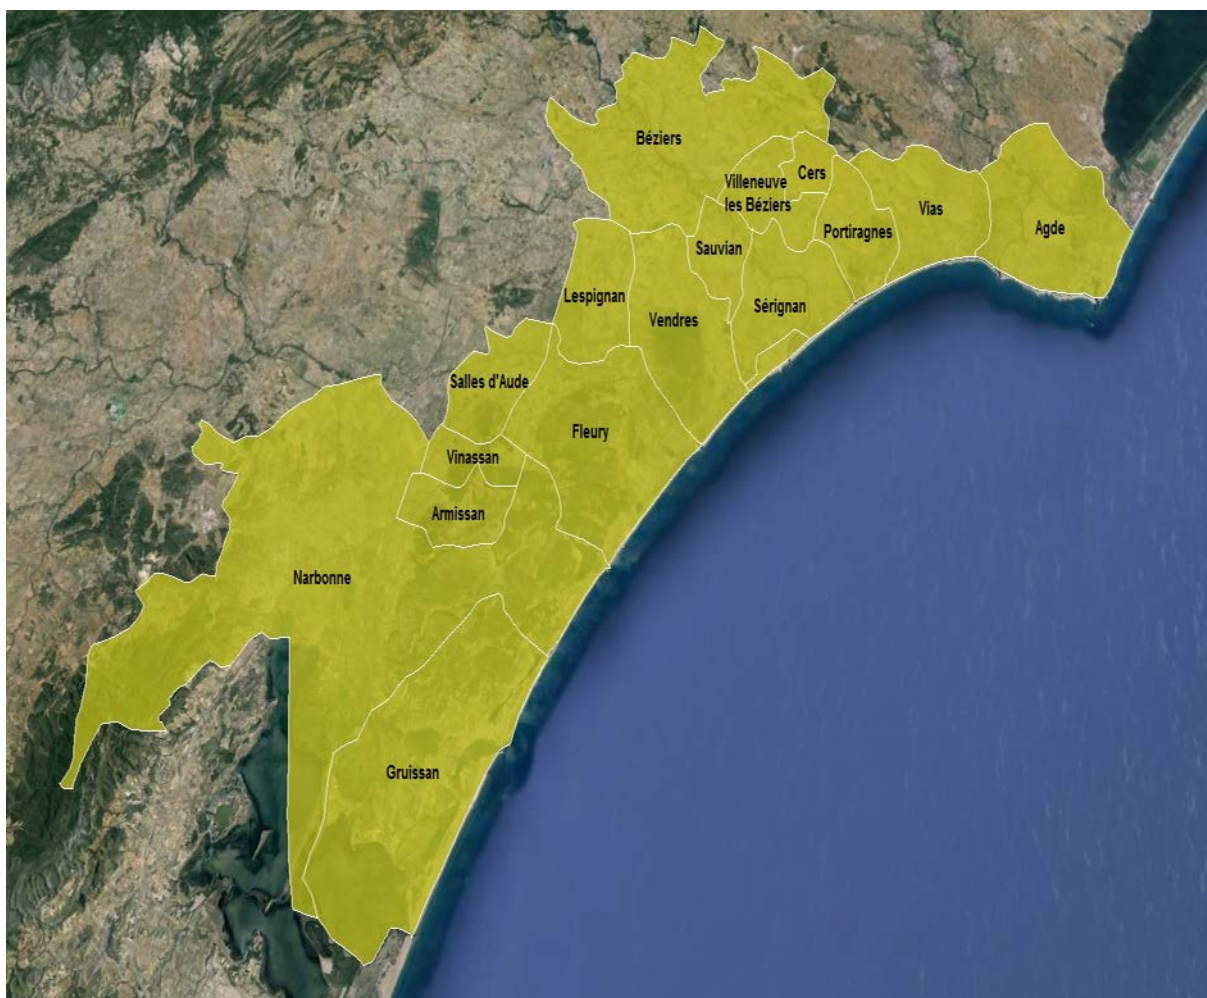 Béziers
Cers
Villeneuve
les Béziers
Vias
Portiragnes
Agde
Sauvian
Lespignan
Vendres
Sérignan
Salles d'Aude
Fleury
Vinassan
Armissan
Narbonne
Gruissan